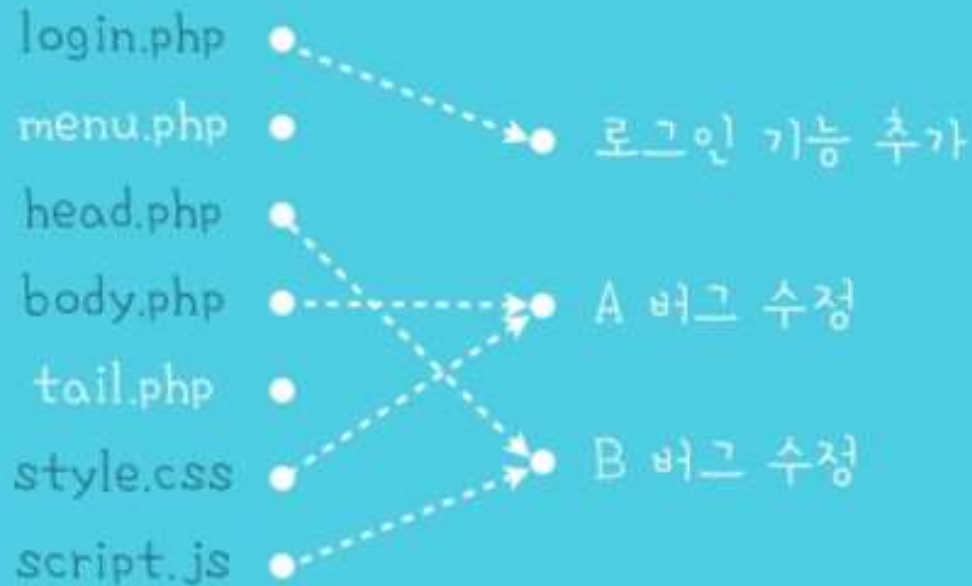 login.php
menu.php
head.php
body.php
tail.php
style.css
script.js
로그인 기능 추가
A 버그 수정
B 버그 수정